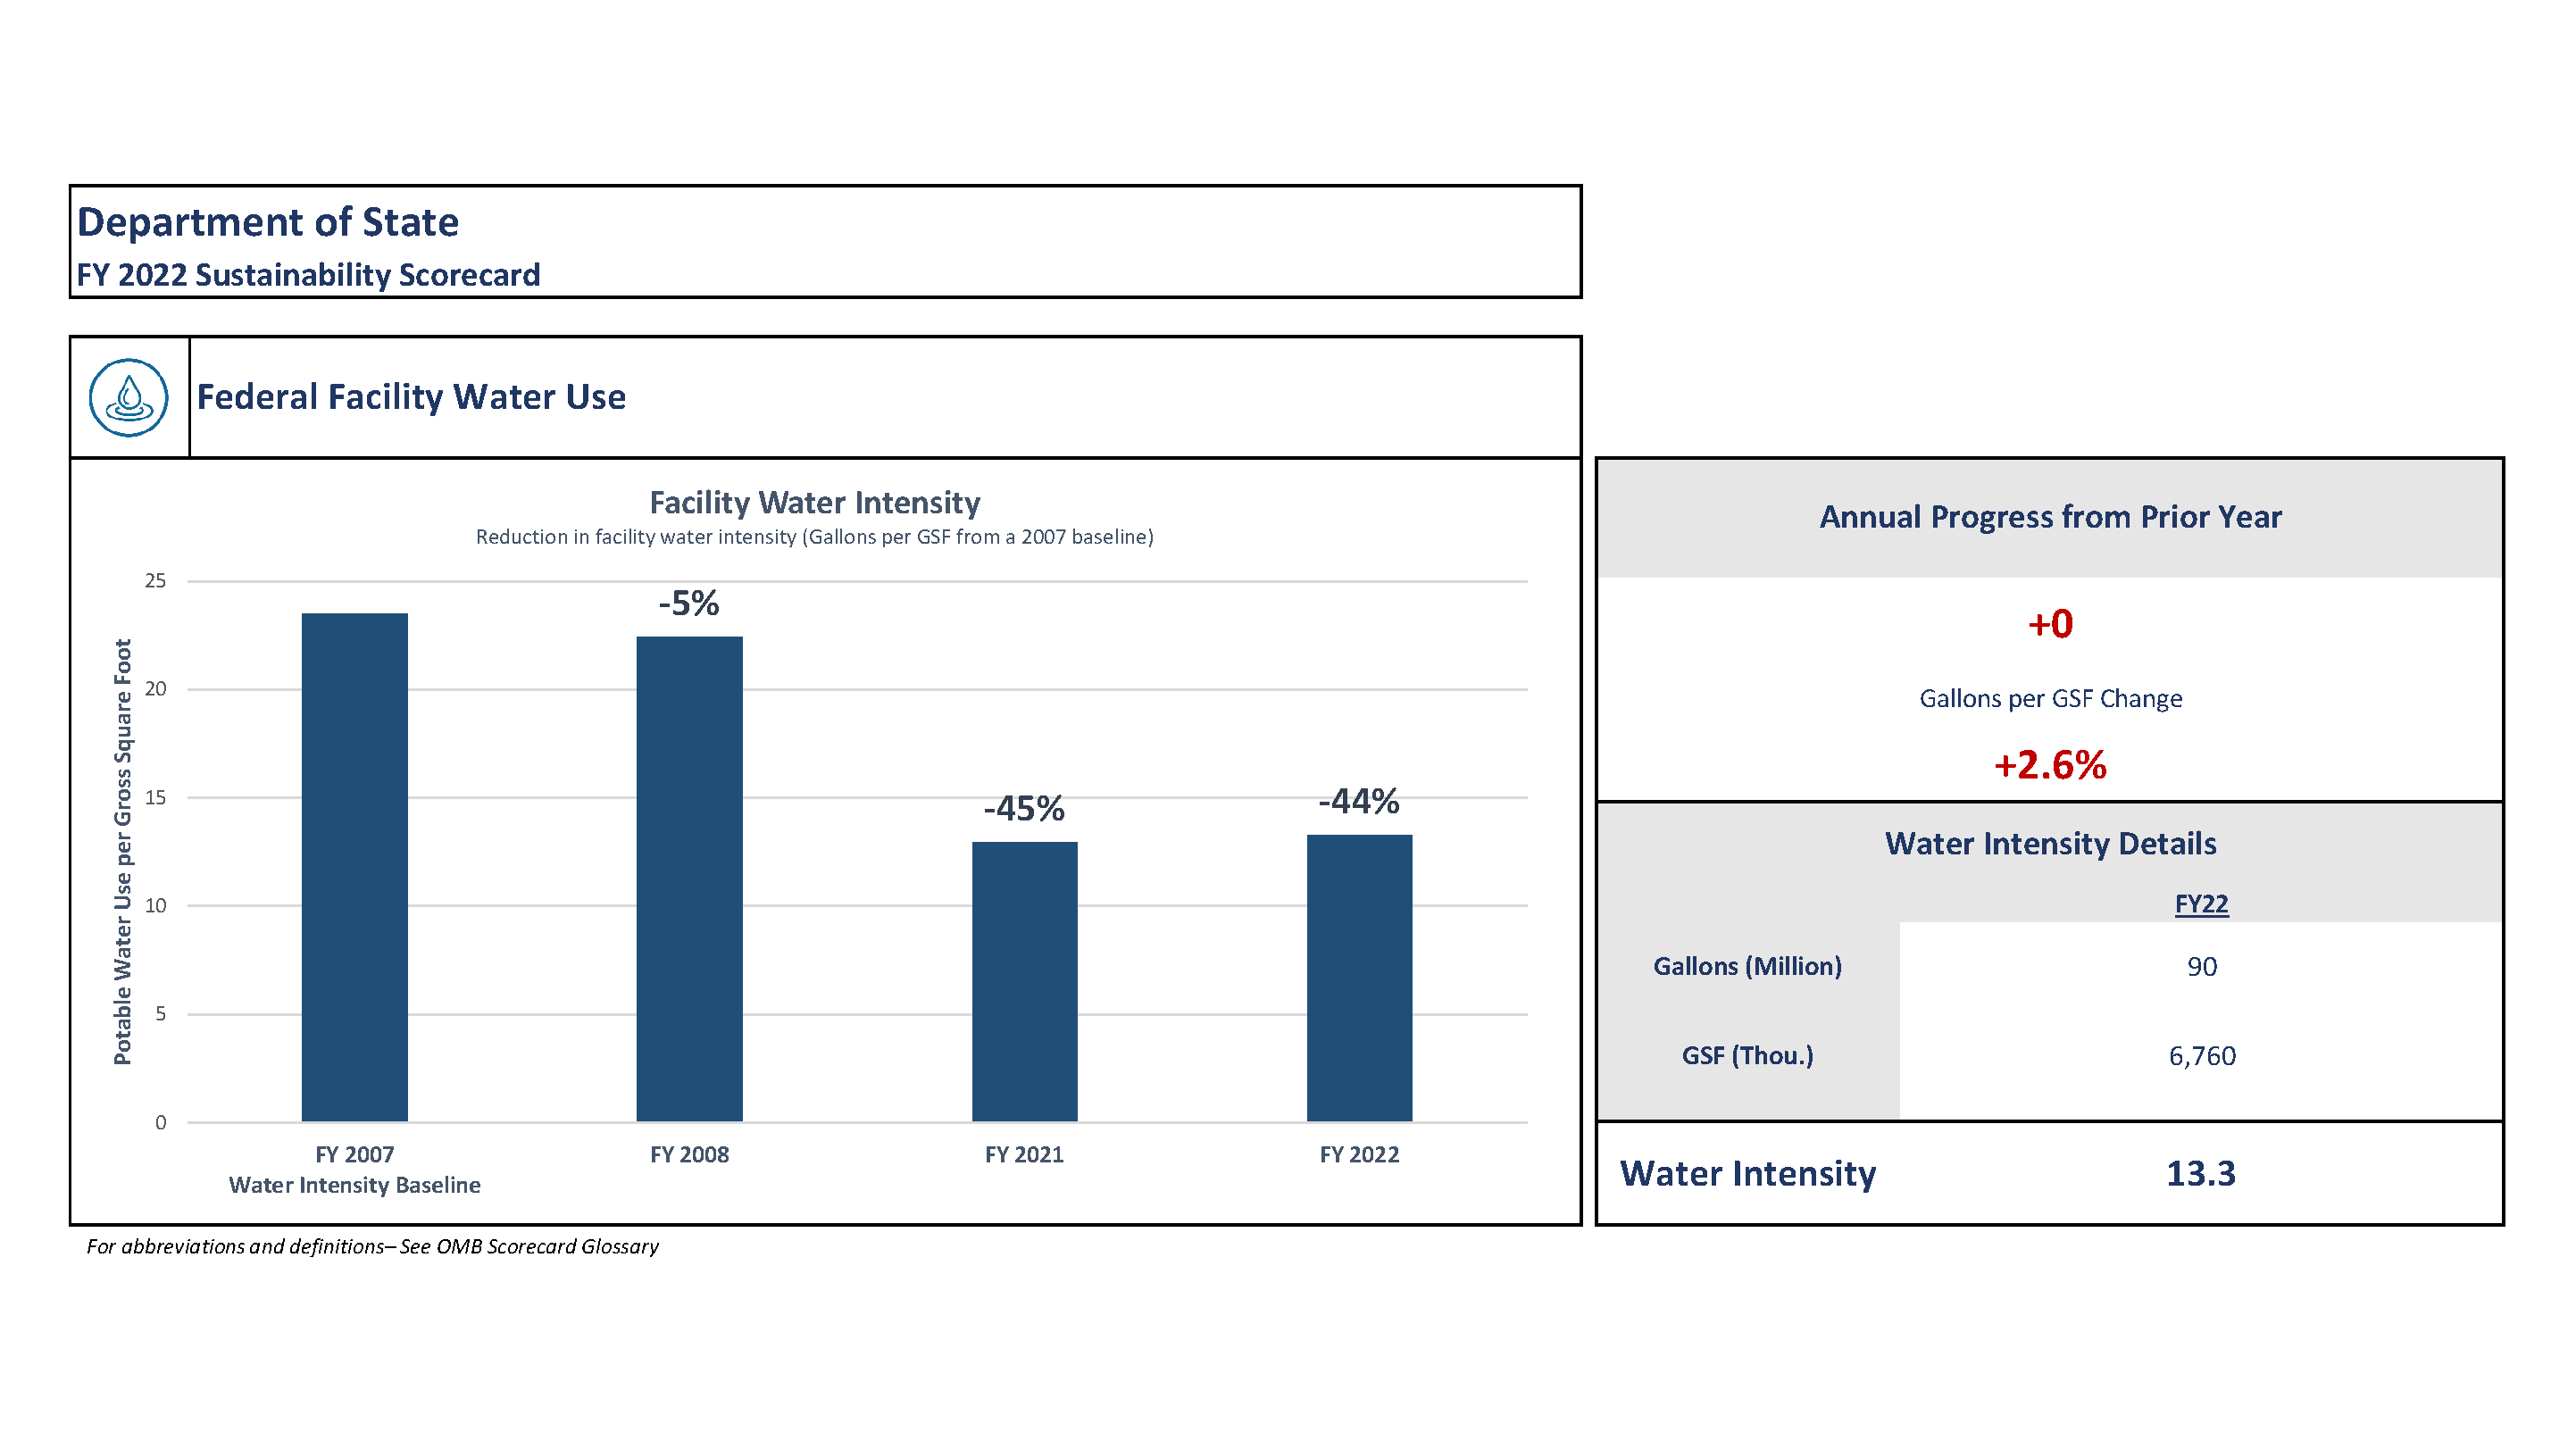 Department of State
FY 2022 Sustainability Scorecard
Federal Facility Water Use
Facility Water Intensity
Reduction in facility water intensity (Gallons per GSF from a 2007 baseline)
Potable Water Use per Gross Square Foot
25
20
15
10
5
0
-5%
-45%
-44%
FY 2007
FY 2008
FY 2021
FY 2022
Water Intensity Baseline
Annual Progress from Prior Year
+0
Gallons per GSF Change
+2.6%
Water Intensity Details
FY22
Gallons (Million) 90
GSF (Thou.) 6,760
Water Intensity 13.3
For abbreviations and definitions– See OMB Scorecard Glossary